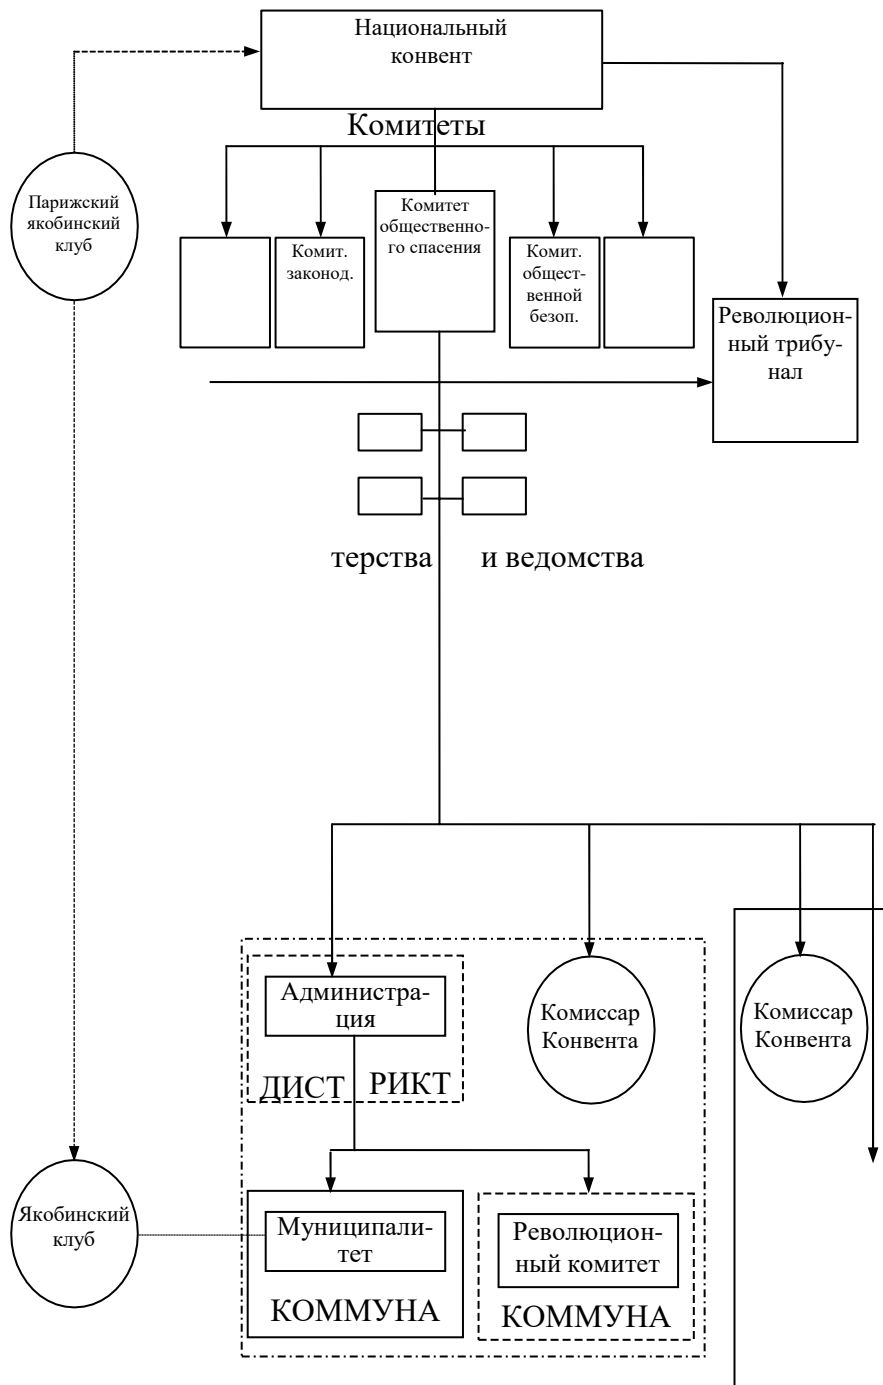 Национальный
конвент
Комитеты
Парижский
якобинский
клуб
Комит.
законод.
Комитет
общественно-
го спасения
Комит.
общест-
венной
безоп.
Революцион-
ный трибу-
нал
терства и ведомства
Администра-
ция
ДИСТ РИКТ
Комиссар
Конвента
Комиссар
Конвента
Якобинский
клуб
Муниципали-
тет
КОММУНА
Революцион-
ный комитет
КОММУНА